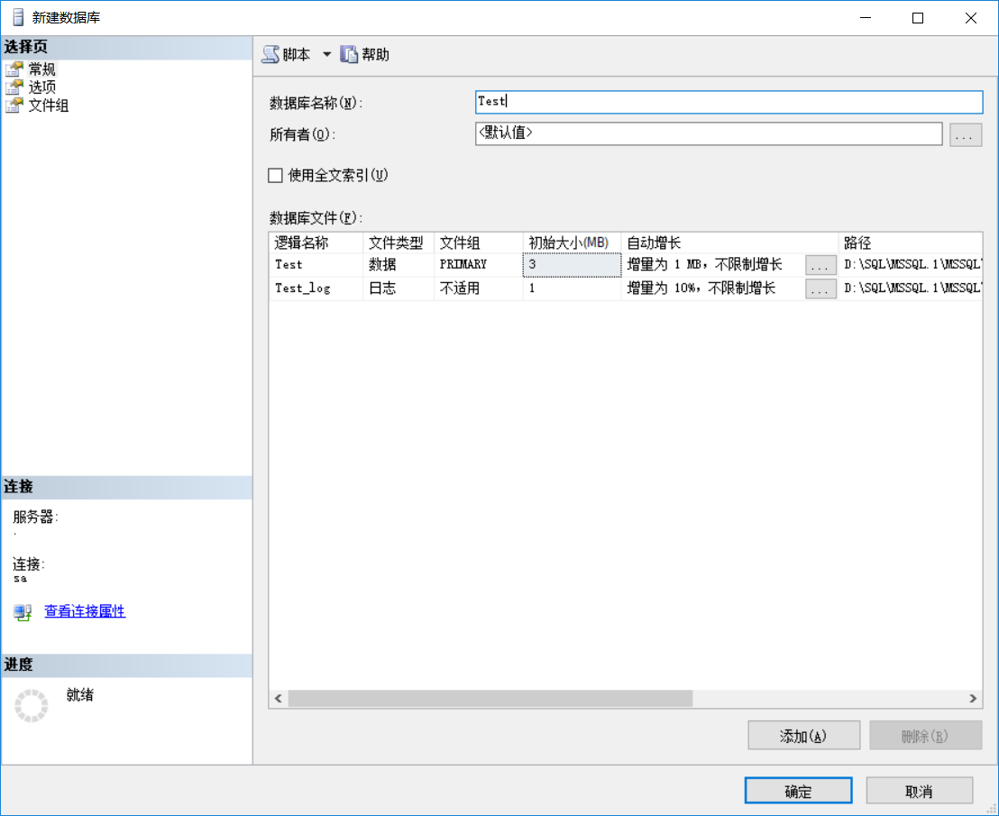 新建数据库
选择页
常规
选项
文件组
连接
服务器:
.
连接:
sa
查看连接属性
进度
就绪
脚本 帮助
数据库名称(N): Test
所有者(O): <默认值> ...
使用全文索引(U)
数据库文件(F):
逻辑名称 文件类型 文件组 初始大小(MB) 自动增长 路径
Test 数据 PRIMARY 3 增量为 1 MB，不限制增长 ... D:\SQL\MSSQL.1\MSSQL\
Test_log 日志 不适用 1 增量为 10%，不限制增长 ... D:\SQL\MSSQL.1\MSSQL\
添加(A) 删除(R)
确定 取消